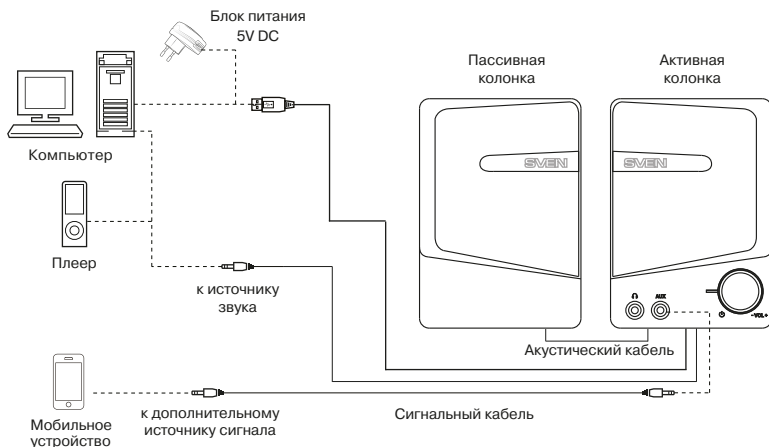 Блок питания
5V DC
Пассивная
колонка
Активная
колонка
Компьютер
SVEN
SVEN
Плеер
к источнику
звука
AUX
- VOL +
Акустический кабель
Мобильное
устройство
к дополнительному
источнику сигнала
Сигнальный кабель